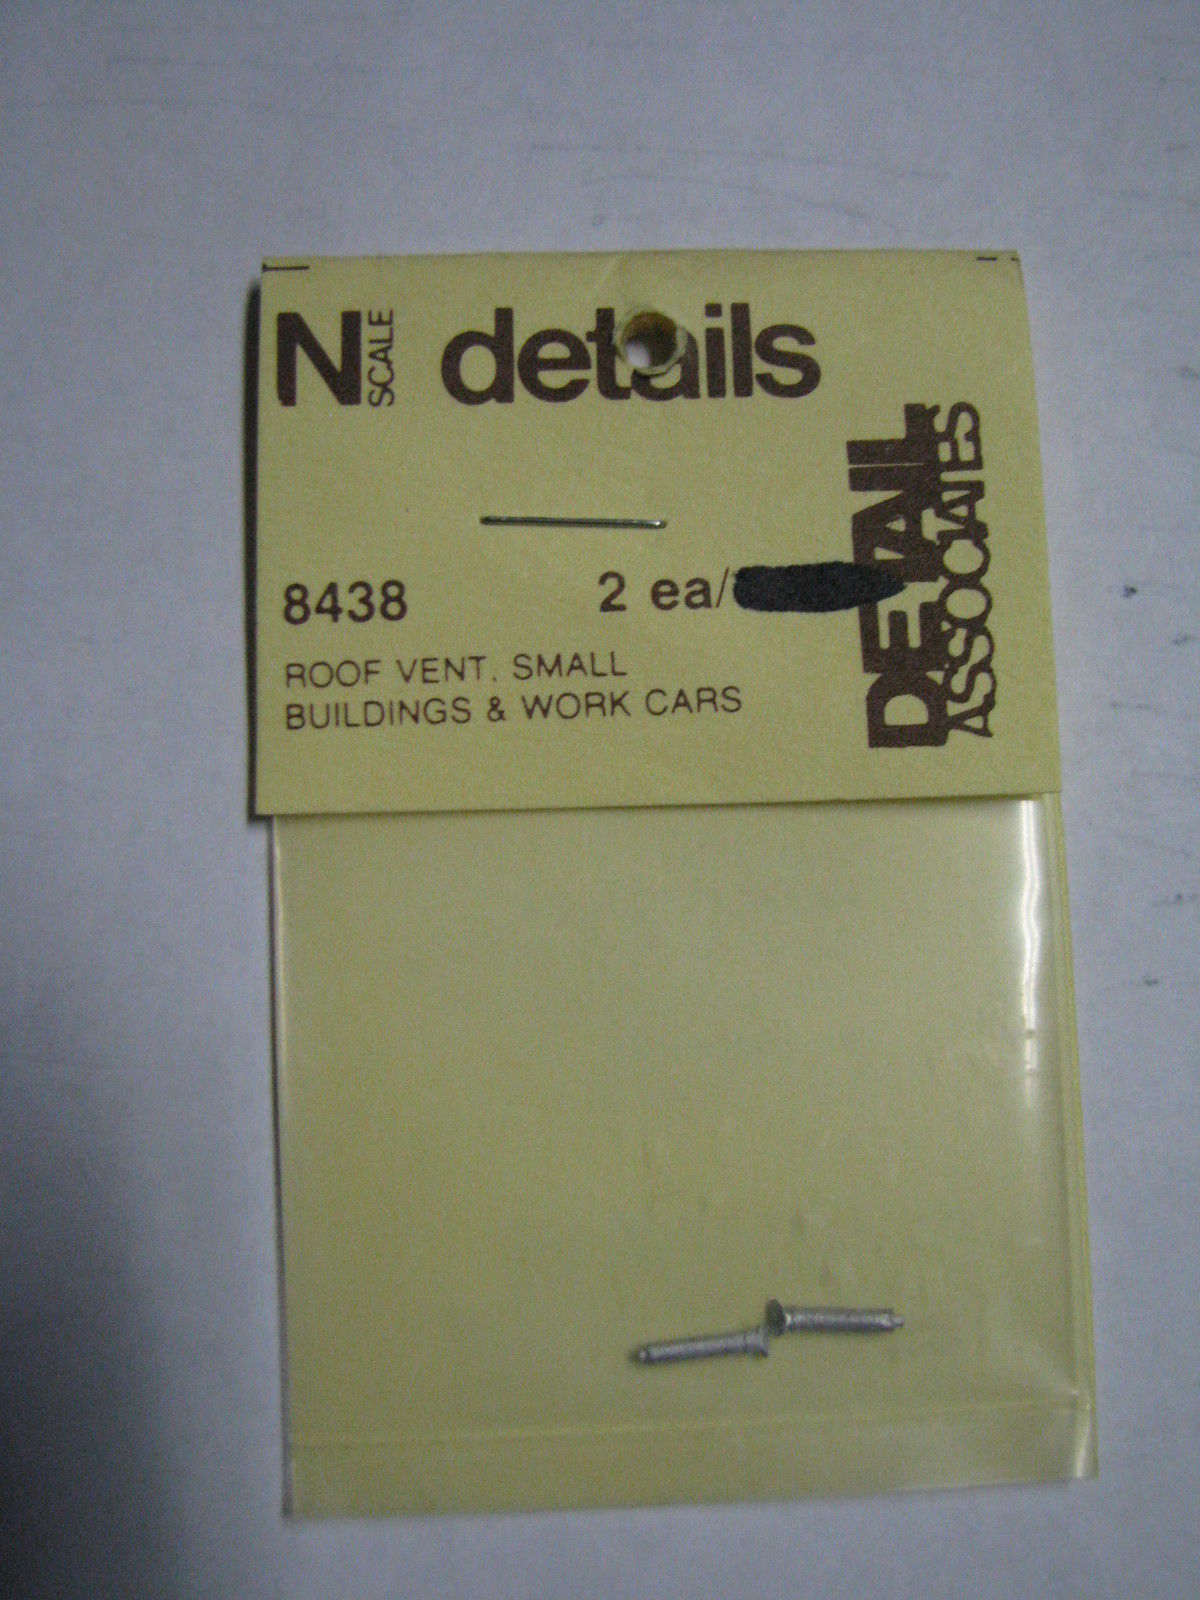 N SCALE details
DETAIL
ASSOCIATES
8438 2 ea/
ROOF VENT. SMALL
BUILDINGS & WORK CARS